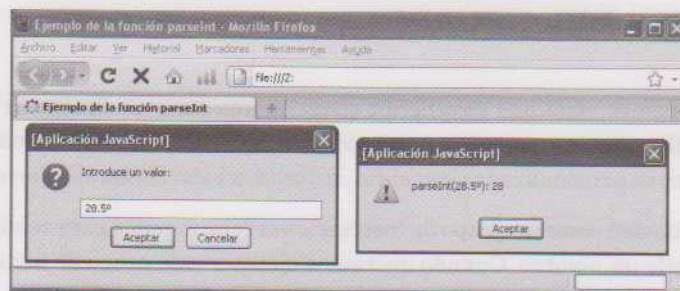 Ejemplo de la función parseInt - Mozilla Firefox
Archivo Editar Ver Historial Marcadores Herramientas Ayuda
file:///Z:
Ejemplo de la función parseInt
[Aplicación JavaScript]
Introduce un valor:
28.5º
Aceptar Cancelar
[Aplicación JavaScript]
parseInt(28.5º): 28
Aceptar